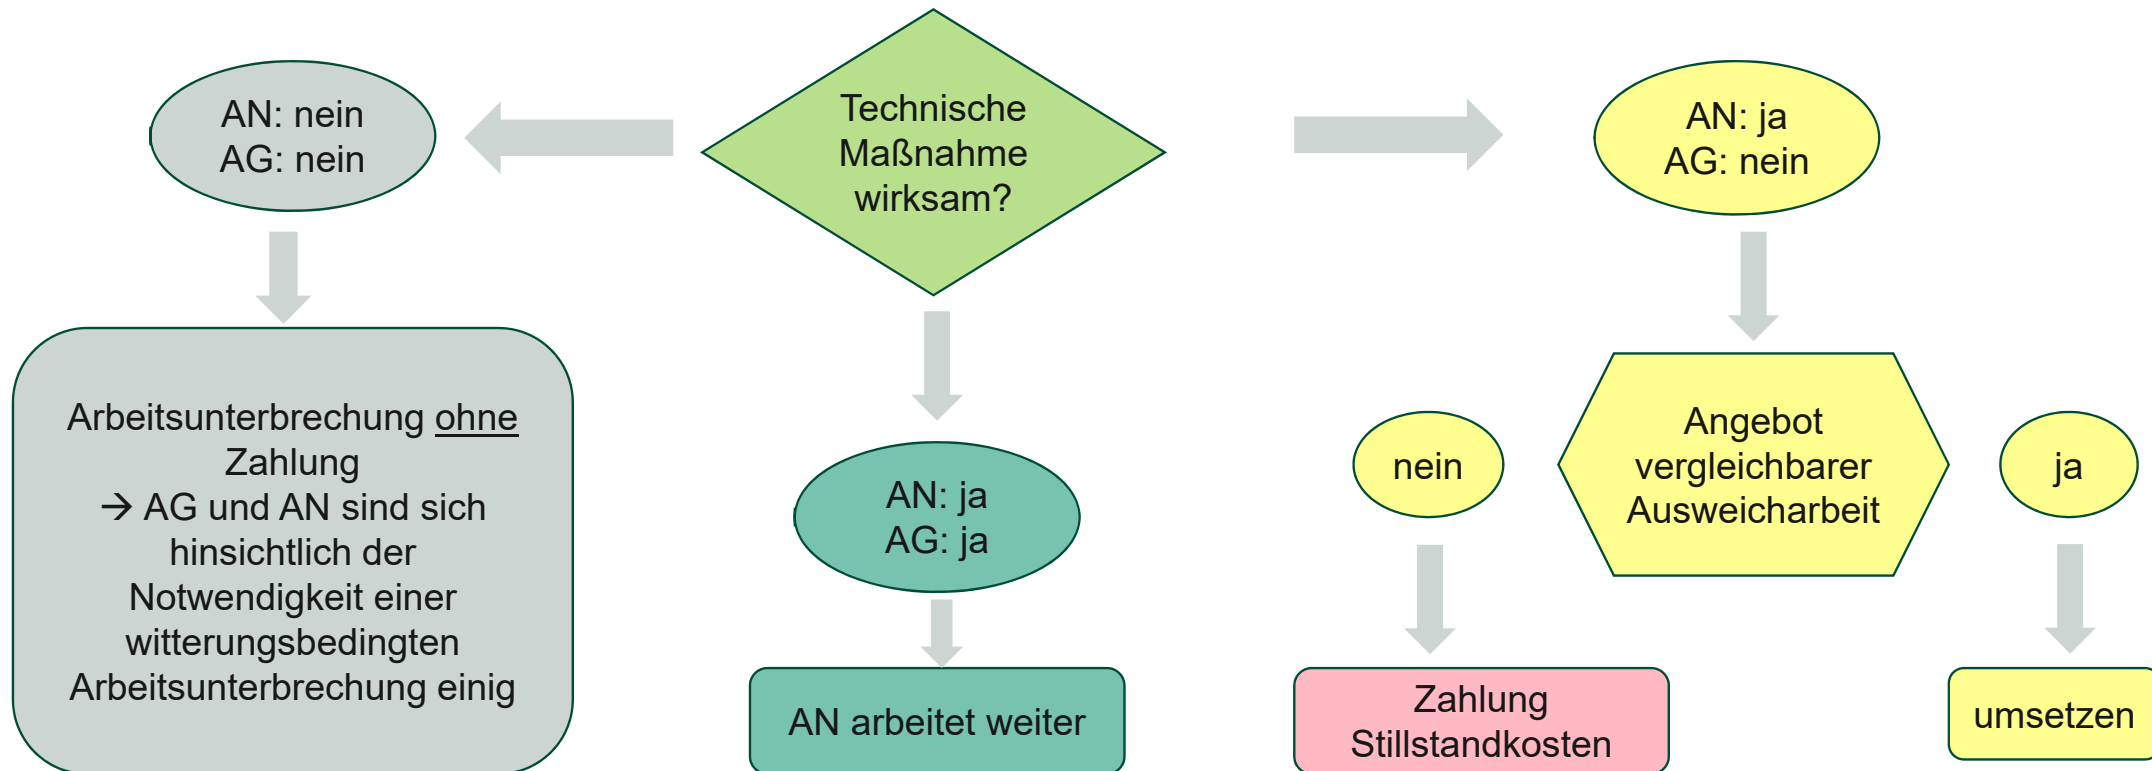 AN: nein
AG: nein
Technische
Maßnahme
wirksam?
AN: ja
AG: nein
Arbeitsunterbrechung ohne
Zahlung
→ AG und AN sind sich
hinsichtlich der
Notwendigkeit einer
witterungsbedingten
Arbeitsunterbrechung einig
AN: ja
AG: ja
nein
Angebot
vergleichbarer
Ausweicharbeit
ja
AN arbeitet weiter
Zahlung
Stillstandkosten
umsetzen